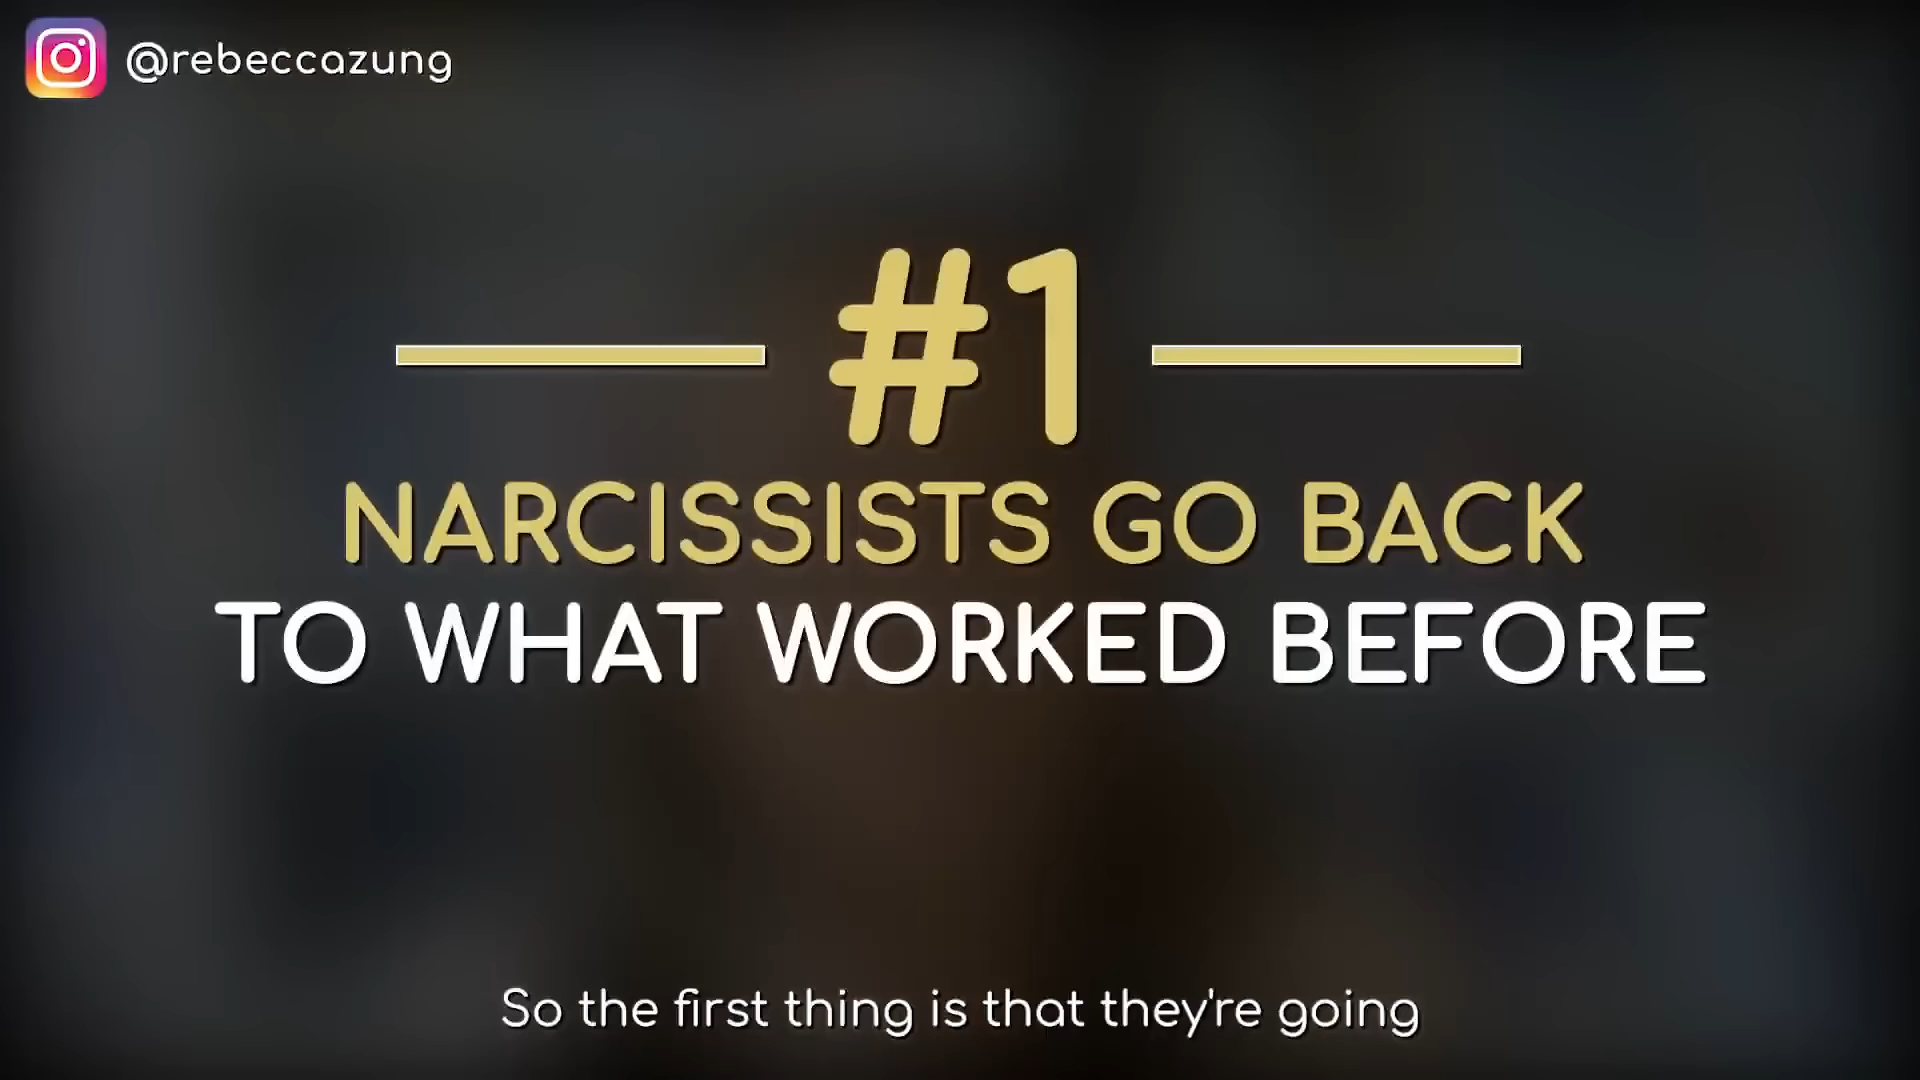 @rebeccazung
#1
NARCISSISTS GO BACK
TO WHAT WORKED BEFORE
So the first thing is that they're going